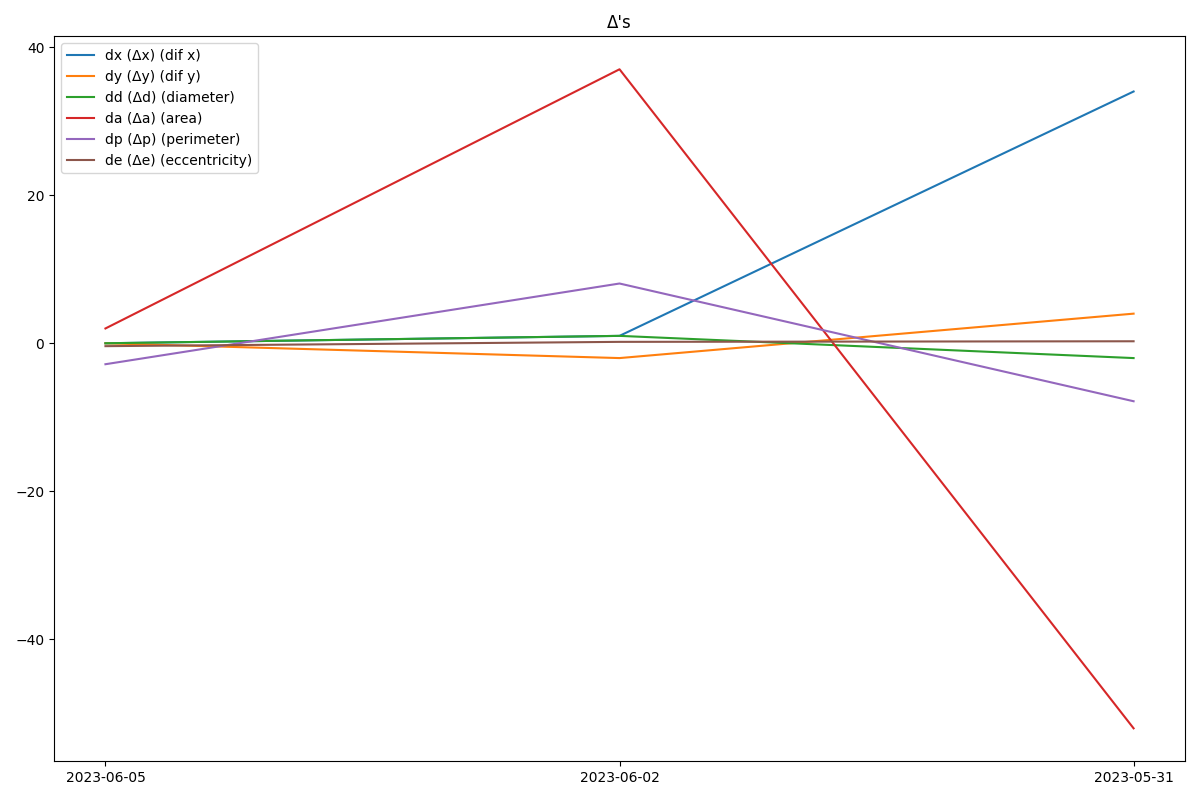 Δ's
dx (Δx) (dif x)
dy (Δy) (dif y)
dd (Δd) (diameter)
da (Δa) (area)
dp (Δp) (perimeter)
de (Δe) (eccentricity)
40
20
0
−20
−40
2023-06-05
2023-06-02
2023-05-31